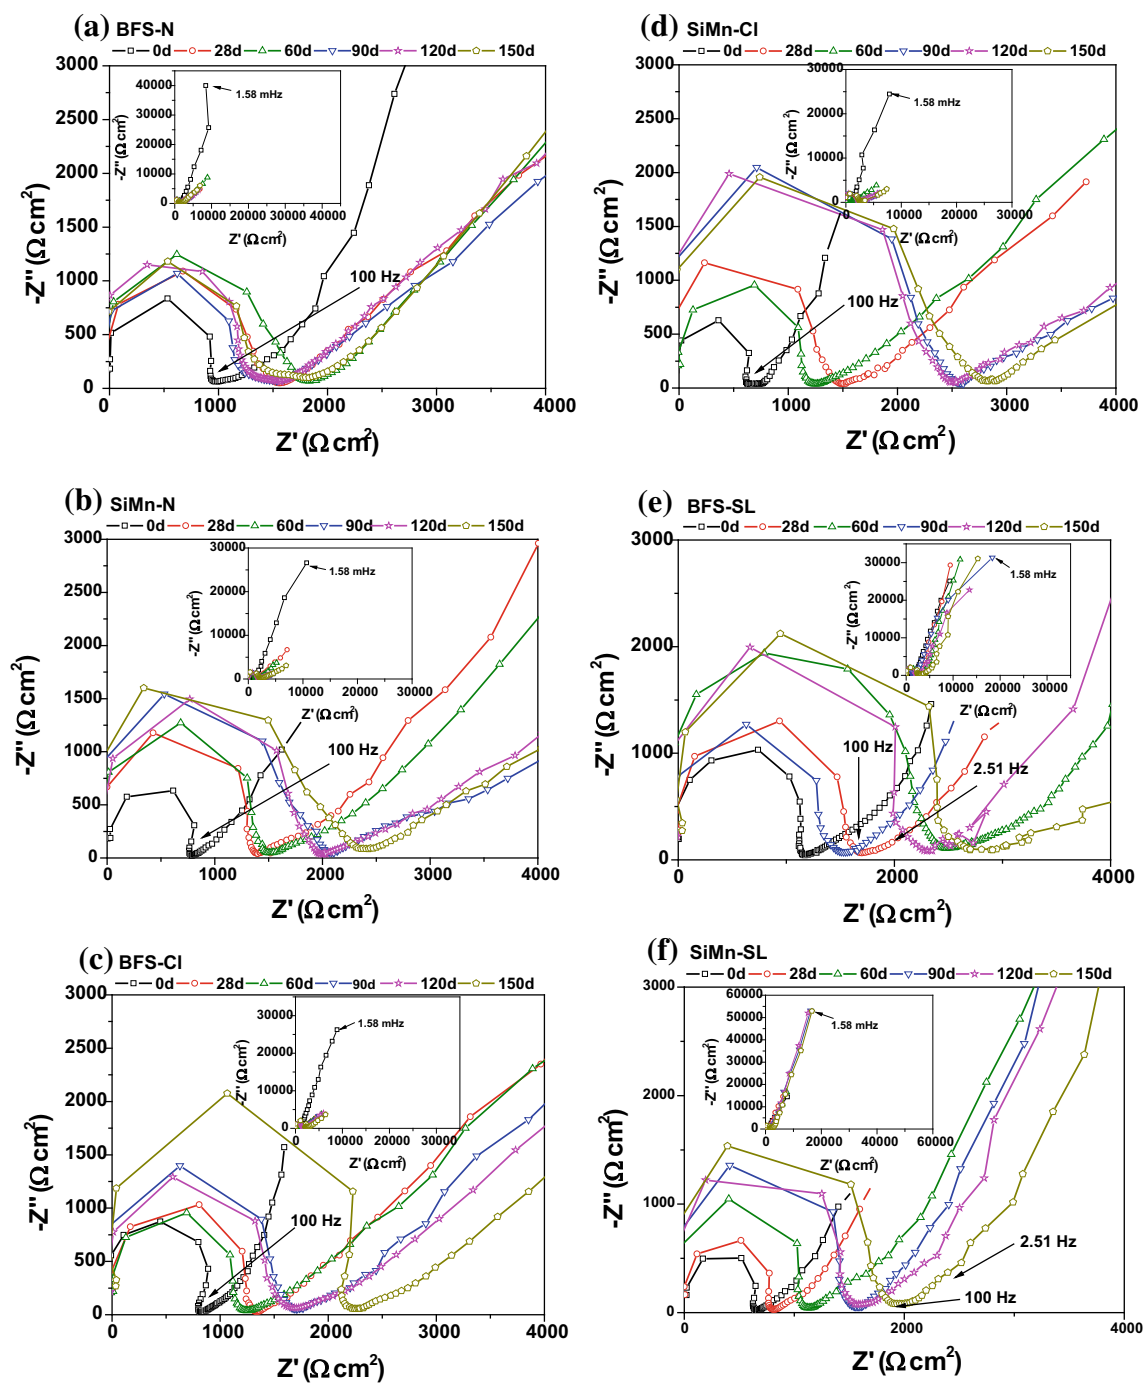 (a) BFS-N
0d 28d 60d 90d 120d 150d
3000
2500
2000
1500
1000
500
0
0 1000 2000 3000 4000
-Z'' (Ω cm²)
Z' (Ω cm²)
100 Hz
40000
30000
20000
10000
0
0 10000 20000 30000 40000
-Z'' (Ω cm²)
Z' (Ω cm²)
1.58 mHz
(d) SiMn-Cl
0d 28d 60d 90d 120d 150d
3000
2500
2000
1500
1000
500
0
0 1000 2000 3000 4000
-Z'' (Ω cm²)
Z' (Ω cm²)
100 Hz
30000
20000
10000
0
0 10000 20000 30000
-Z'' (Ω cm²)
Z' (Ω cm²)
1.58 mHz
(b) SiMn-N
0d 28d 60d 90d 120d 150d
3000
2500
2000
1500
1000
500
0
0 1000 2000 3000 4000
-Z'' (Ω cm²)
Z' (Ω cm²)
100 Hz
30000
20000
10000
0
0 10000 20000 30000
-Z'' (Ω cm²)
Z' (Ω cm²)
1.58 mHz
(e) BFS-SL
0d 28d 60d 90d 120d 150d
3000
2000
1000
0
0 2000 4000
-Z'' (Ω cm²)
Z' (Ω cm²)
100 Hz
2.51 Hz
30000
20000
10000
0
0 10000 20000 30000
-Z'' (Ω cm²)
Z' (Ω cm²)
1.58 mHz
(c) BFS-Cl
0d 28d 60d 90d 120d 150d
3000
2500
2000
1500
1000
500
0
0 1000 2000 3000 4000
-Z'' (Ω cm²)
Z' (Ω cm²)
100 Hz
30000
20000
10000
0
0 10000 20000 30000
-Z'' (Ω cm²)
Z' (Ω cm²)
1.58 mHz
(f) SiMn-SL
0d 28d 60d 90d 120d 150d
3000
2000
1000
0
0 2000 4000
-Z'' (Ω cm²)
Z' (Ω cm²)
2.51 Hz
100 Hz
60000
50000
40000
30000
20000
10000
0
0 20000 40000 60000
-Z'' (Ω cm²)
Z' (Ω cm²)
1.58 mHz